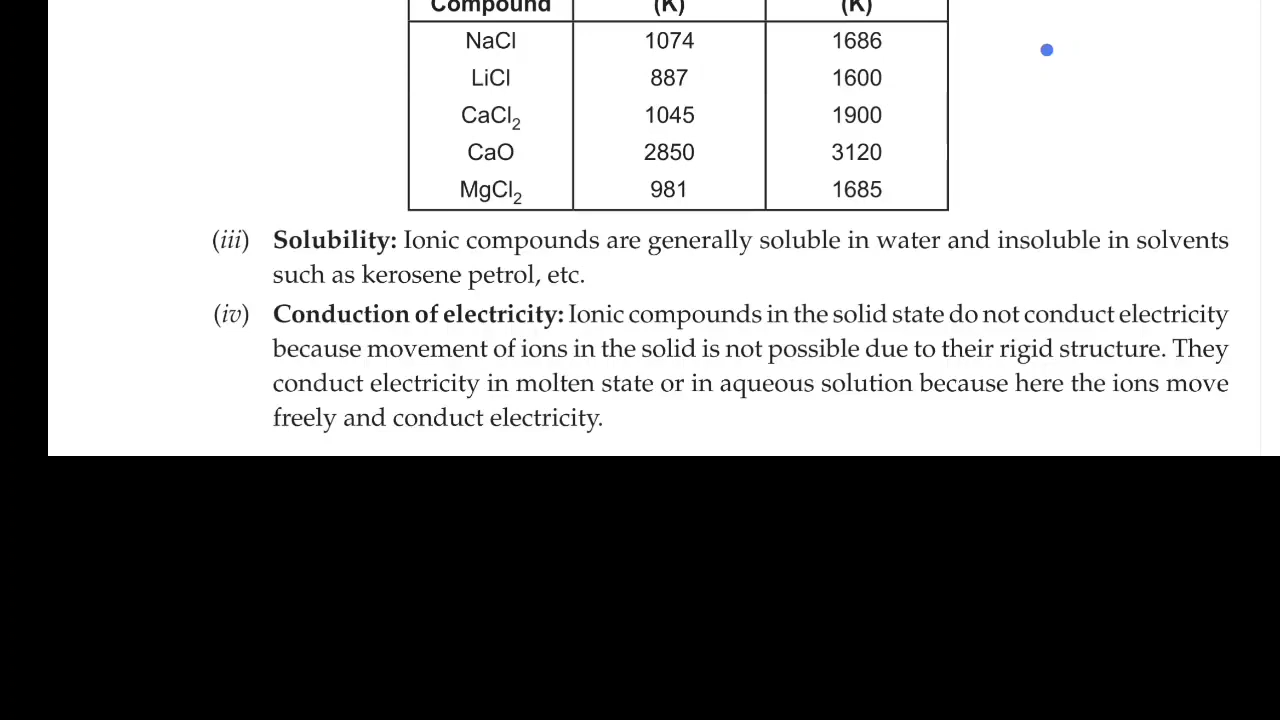 Compound (K) (K)
NaCl 1074 1686
LiCl 887 1600
CaCl2 1045 1900
CaO 2850 3120
MgCl2 981 1685
(iii) Solubility: Ionic compounds are generally soluble in water and insoluble in solvents
such as kerosene petrol, etc.
(iv) Conduction of electricity: Ionic compounds in the solid state do not conduct electricity
because movement of ions in the solid is not possible due to their rigid structure. They
conduct electricity in molten state or in aqueous solution because here the ions move
freely and conduct electricity.